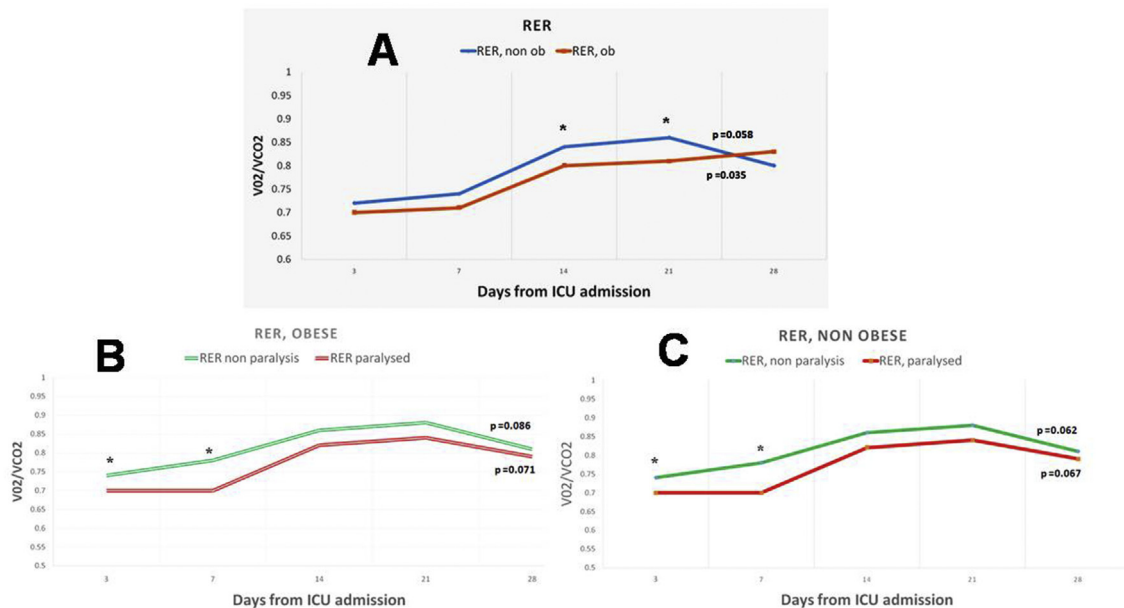 RER
A
RER, non ob RER, ob
1
0.95
0.9
0.85
0.8
0.75
0.7
0.65
0.6
V02/VCO2
* *
p =0.058
p =0.035
3 7 14 21 28
Days from ICU admission
B
RER, OBESE
RER non paralysis RER paralysed
1
0.95
0.9
0.85
0.8
0.75
0.7
0.65
0.6
0.55
0.5
V02/VCO2
* *
p =0.086
p =0.071
3 7 14 21 28
Days from ICU admission
C
RER, NON OBESE
RER, non paralysis RER, paralysed
1
0.95
0.9
0.85
0.8
0.75
0.7
0.65
0.6
0.55
0.5
V02/VCO2
* *
p =0.062
p =0.067
3 7 14 21 28
Days from ICU admission